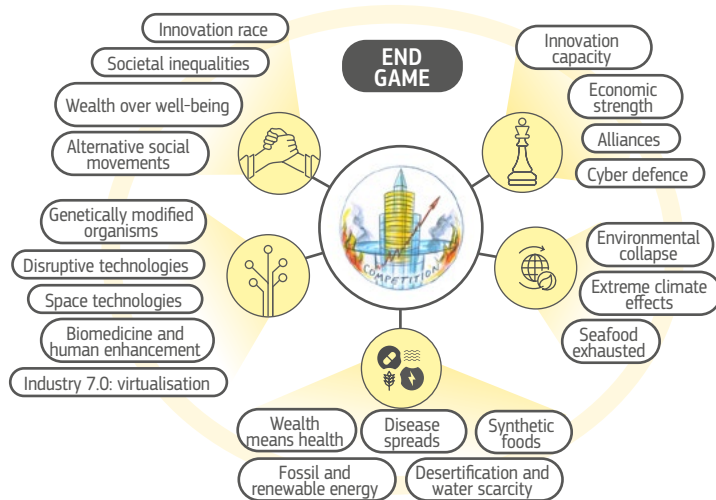 END
GAME
Innovation race
Societal inequalities
Wealth over well-being
Alternative social
movements
Innovation
capacity
Economic
strength
Alliances
Cyber defence
COMPETITION
Genetically modified
organisms
Disruptive technologies
Space technologies
Biomedicine and
human enhancement
Industry 7.0: virtualisation
Environmental
collapse
Extreme climate
effects
Seafood
exhausted
Wealth
means health
Disease
spreads
Synthetic
foods
Fossil and
renewable energy
Desertification and
water scarcity